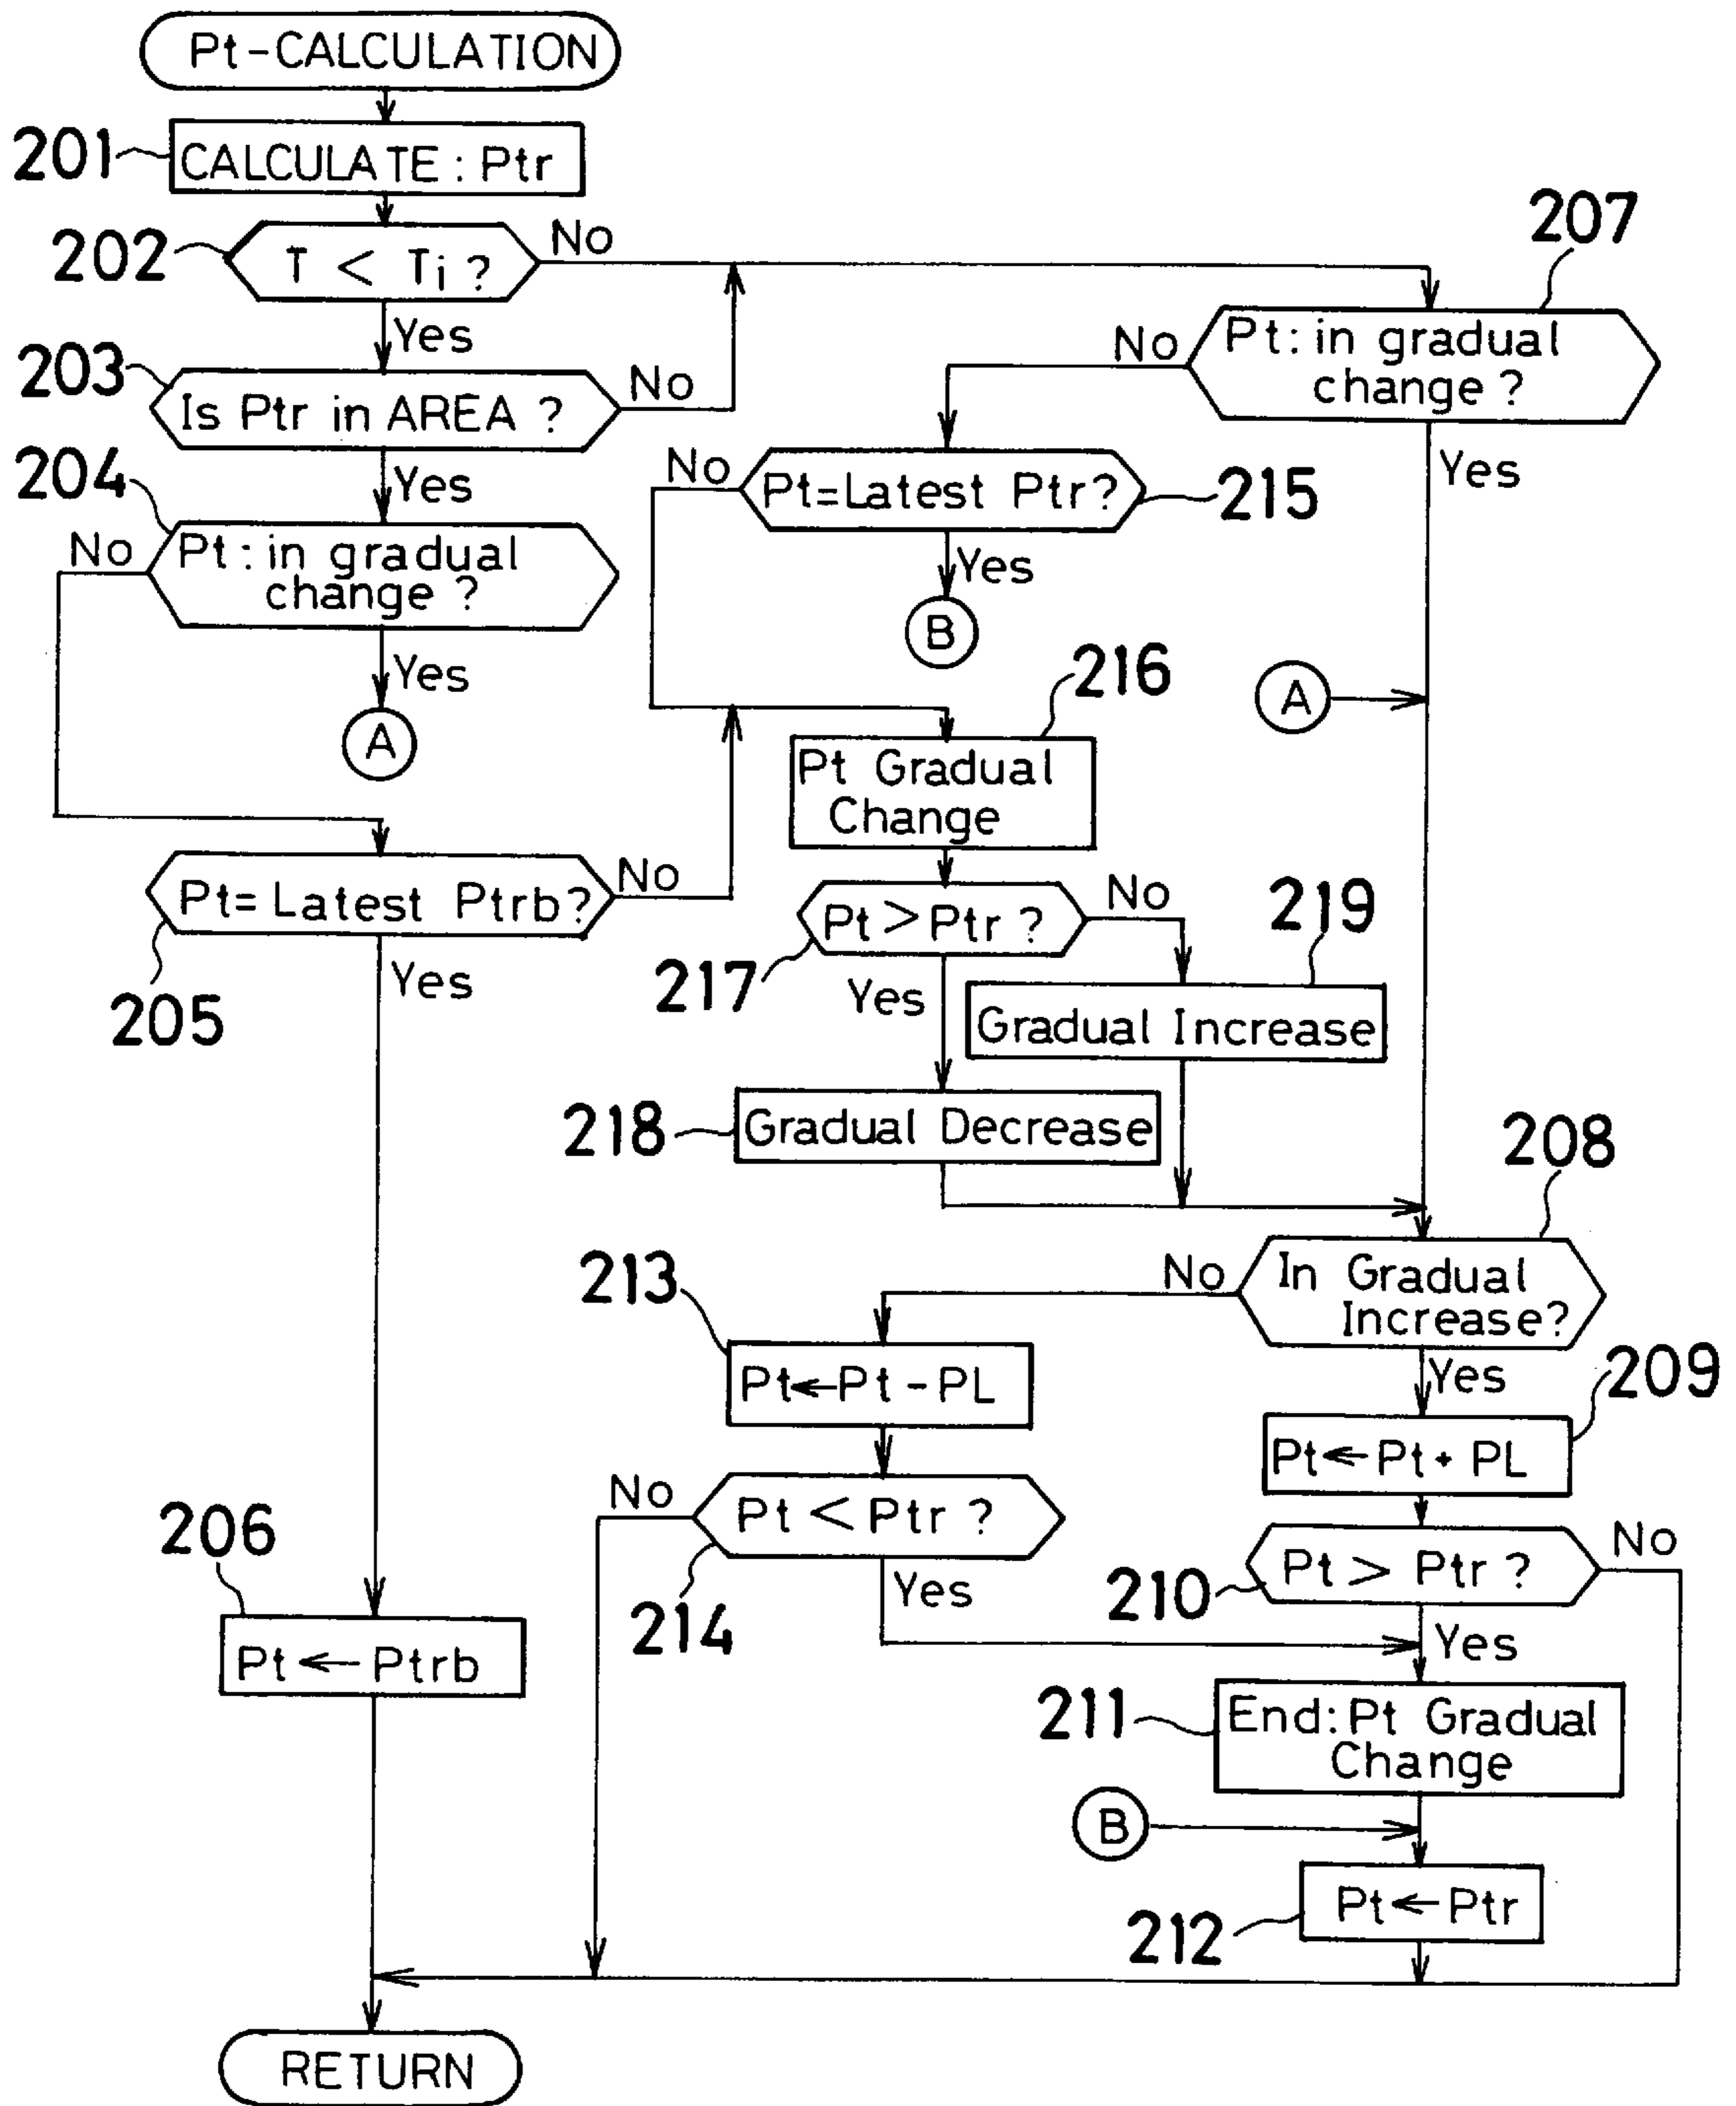 Pt-CALCULATION
201
CALCULATE: Ptr
202
T < Ti ?
No
Yes
203
Is Ptr in AREA ?
No
Yes
204
Pt: in gradual
change ?
No
Yes
A
205
Pt=Latest Ptrb?
No
Yes
206
Pt←Ptrb
207
Pt: in gradual
change ?
No
Yes
215
Pt=Latest Ptr?
No
Yes
B
A
216
Pt Gradual
Change
217
Pt >Ptr ?
No
Yes
219
Gradual Increase
218
Gradual Decrease
208
In Gradual
Increase?
No
Yes
213
Pt←Pt-PL
214
Pt < Ptr ?
No
Yes
209
Pt←Pt+PL
210
Pt > Ptr ?
No
Yes
211
End: Pt Gradual
Change
B
212
Pt←Ptr
RETURN